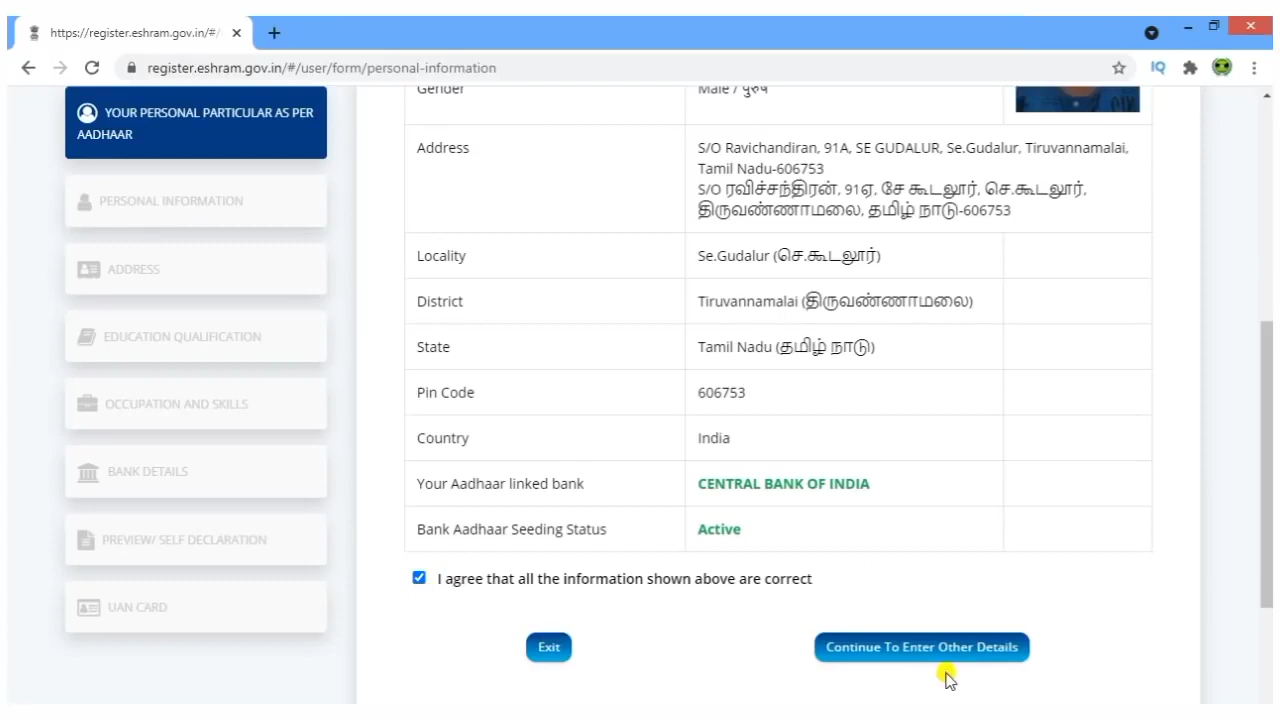 https://register.eshram.gov.in/#/
register.eshram.gov.in/#/user/form/personal-information
IQ
YOUR PERSONAL PARTICULAR AS PER
AADHAAR
PERSONAL INFORMATION
ADDRESS
EDUCATION QUALIFICATION
OCCUPATION AND SKILLS
BANK DETAILS
PREVIEW/ SELF DECLARATION
UAN CARD
Gender Male / पुरुष
Address S/O Ravichandiran, 91A, SE GUDALUR, Se.Gudalur, Tiruvannamalai,
Tamil Nadu-606753
S/O ரவிச்சந்திரன், 91ஏ, சே கூடலூர், செ.கூடலூர்,
திருவண்ணாமலை, தமிழ் நாடு-606753
Locality Se.Gudalur (செ.கூடலூர்)
District Tiruvannamalai (திருவண்ணாமலை)
State Tamil Nadu (தமிழ் நாடு)
Pin Code 606753
Country India
Your Aadhaar linked bank CENTRAL BANK OF INDIA
Bank Aadhaar Seeding Status Active
I agree that all the information shown above are correct
Exit Continue To Enter Other Details